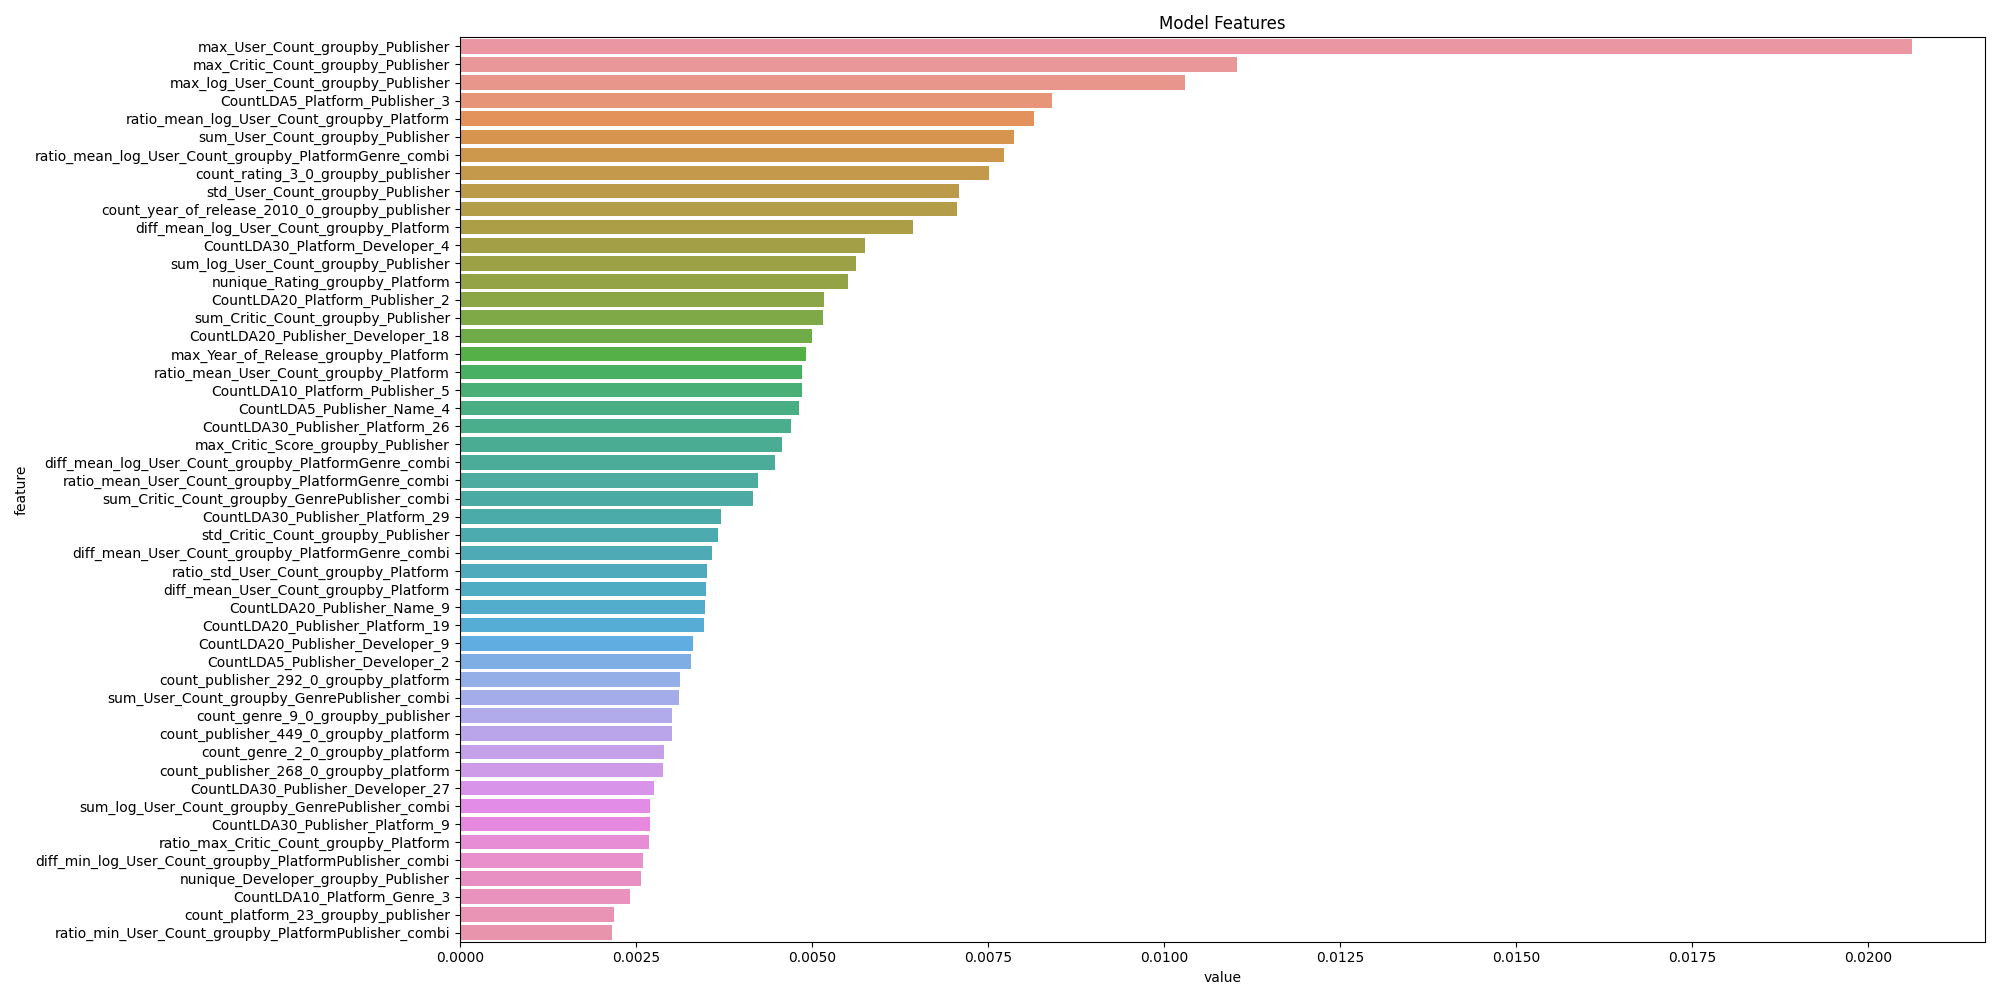 Model Features
max_User_Count_groupby_Publisher
max_Critic_Count_groupby_Publisher
max_log_User_Count_groupby_Publisher
CountLDA5_Platform_Publisher_3
ratio_mean_log_User_Count_groupby_Platform
sum_User_Count_groupby_Publisher
ratio_mean_log_User_Count_groupby_PlatformGenre_combi
count_rating_3_0_groupby_publisher
std_User_Count_groupby_Publisher
count_year_of_release_2010_0_groupby_publisher
diff_mean_log_User_Count_groupby_Platform
CountLDA30_Platform_Developer_4
sum_log_User_Count_groupby_Publisher
nunique_Rating_groupby_Platform
CountLDA20_Platform_Publisher_2
sum_Critic_Count_groupby_Publisher
CountLDA20_Publisher_Developer_18
max_Year_of_Release_groupby_Platform
ratio_mean_User_Count_groupby_Platform
CountLDA10_Platform_Publisher_5
CountLDA5_Publisher_Name_4
CountLDA30_Publisher_Platform_26
max_Critic_Score_groupby_Publisher
diff_mean_log_User_Count_groupby_PlatformGenre_combi
ratio_mean_User_Count_groupby_PlatformGenre_combi
sum_Critic_Count_groupby_GenrePublisher_combi
CountLDA30_Publisher_Platform_29
std_Critic_Count_groupby_Publisher
diff_mean_User_Count_groupby_PlatformGenre_combi
ratio_std_User_Count_groupby_Platform
diff_mean_User_Count_groupby_Platform
CountLDA20_Publisher_Name_9
CountLDA20_Publisher_Platform_19
CountLDA20_Publisher_Developer_9
CountLDA5_Publisher_Developer_2
count_publisher_292_0_groupby_platform
sum_User_Count_groupby_GenrePublisher_combi
count_genre_9_0_groupby_publisher
count_publisher_449_0_groupby_platform
count_genre_2_0_groupby_platform
count_publisher_268_0_groupby_platform
CountLDA30_Publisher_Developer_27
sum_log_User_Count_groupby_GenrePublisher_combi
CountLDA30_Publisher_Platform_9
ratio_max_Critic_Count_groupby_Platform
diff_min_log_User_Count_groupby_PlatformPublisher_combi
nunique_Developer_groupby_Publisher
CountLDA10_Platform_Genre_3
count_platform_23_groupby_publisher
ratio_min_User_Count_groupby_PlatformPublisher_combi
feature
0.0000 0.0025 0.0050 0.0075 0.0100 0.0125 0.0150 0.0175 0.0200
value